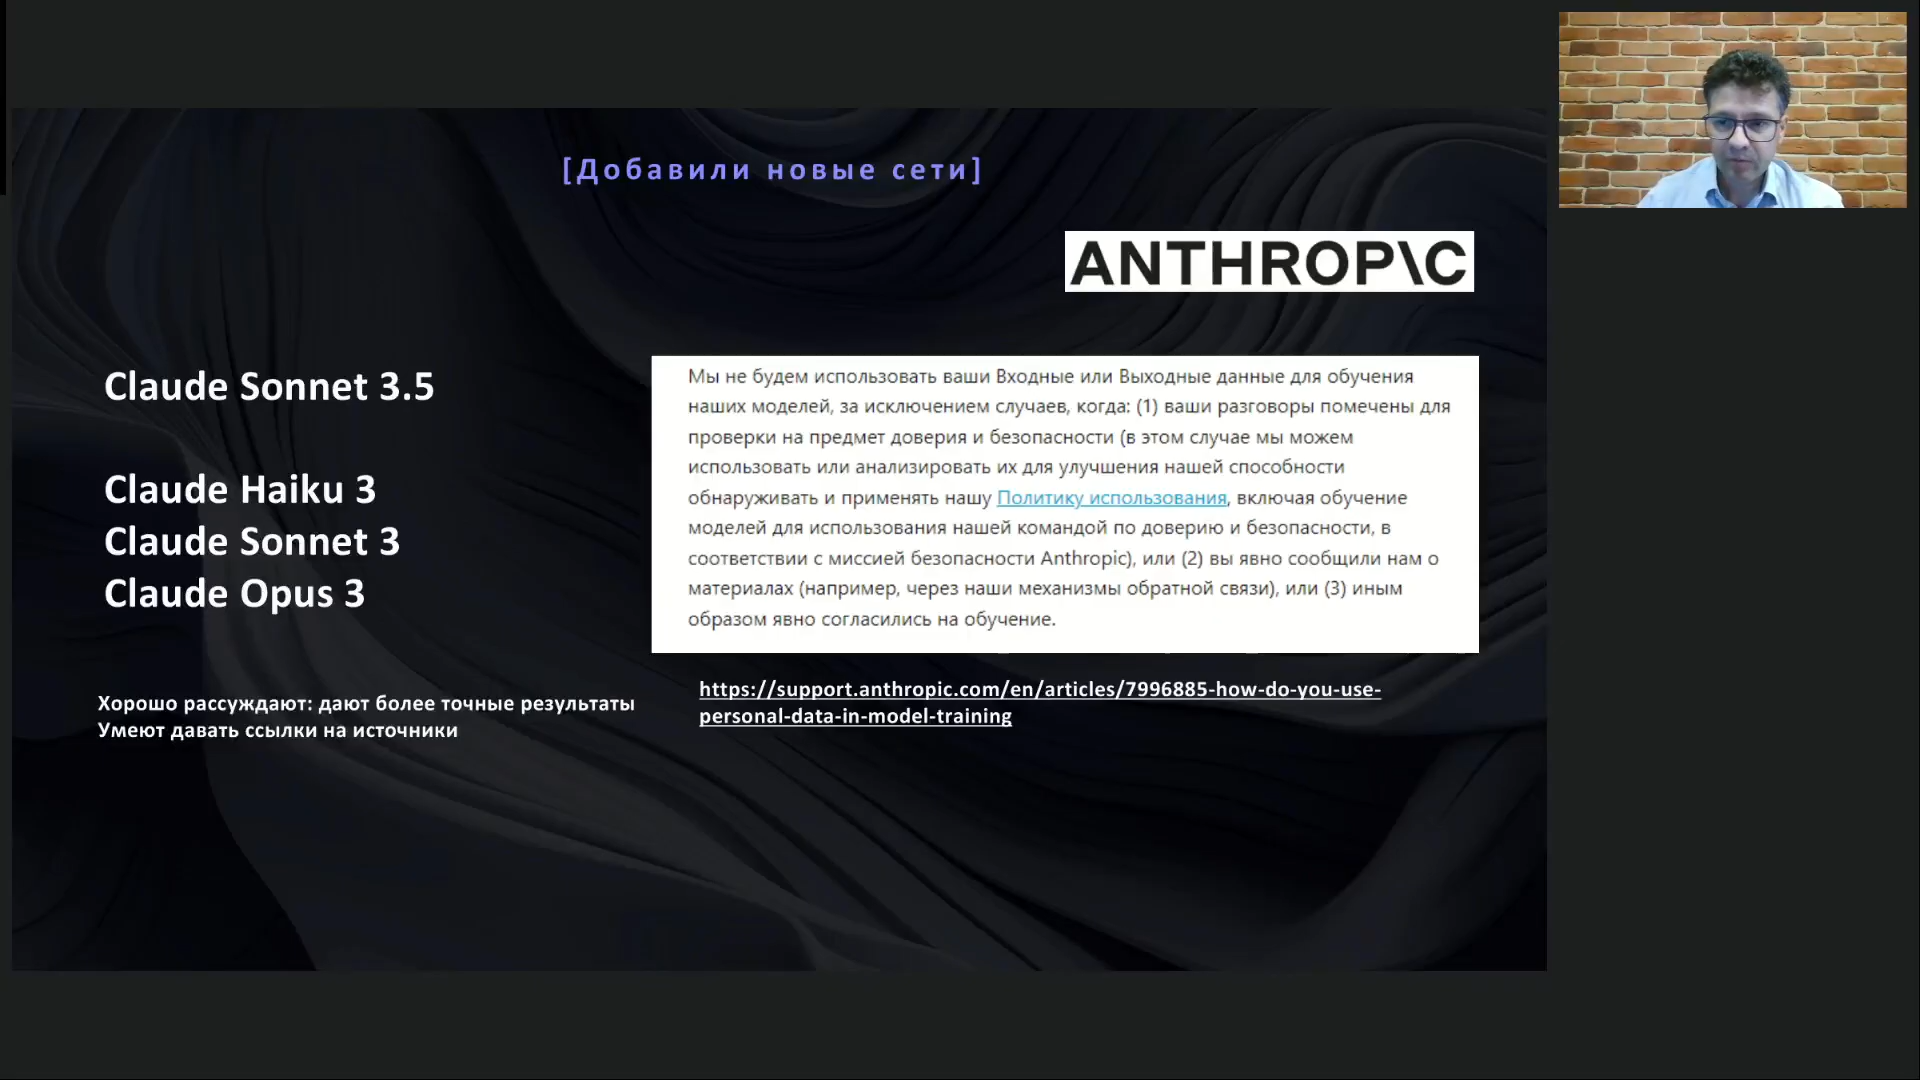 [Добавили новые сети]
ANTHROP\C
Claude Sonnet 3.5
Claude Haiku 3
Claude Sonnet 3
Claude Opus 3
Хорошо рассуждают: дают более точные результаты
Умеют давать ссылки на источники
Мы не будем использовать ваши Входные или Выходные данные для обучения
наших моделей, за исключением случаев, когда: (1) ваши разговоры помечены для
проверки на предмет доверия и безопасности (в этом случае мы можем
использовать или анализировать их для улучшения нашей способности
обнаруживать и применять нашу Политику использования, включая обучение
моделей для использования нашей командой по доверию и безопасности, в
соответствии с миссией безопасности Anthropic), или (2) вы явно сообщили нам о
материалах (например, через наши механизмы обратной связи), или (3) иным
образом явно согласились на обучение.
https://support.anthropic.com/en/articles/7996885-how-do-you-use-
personal-data-in-model-training